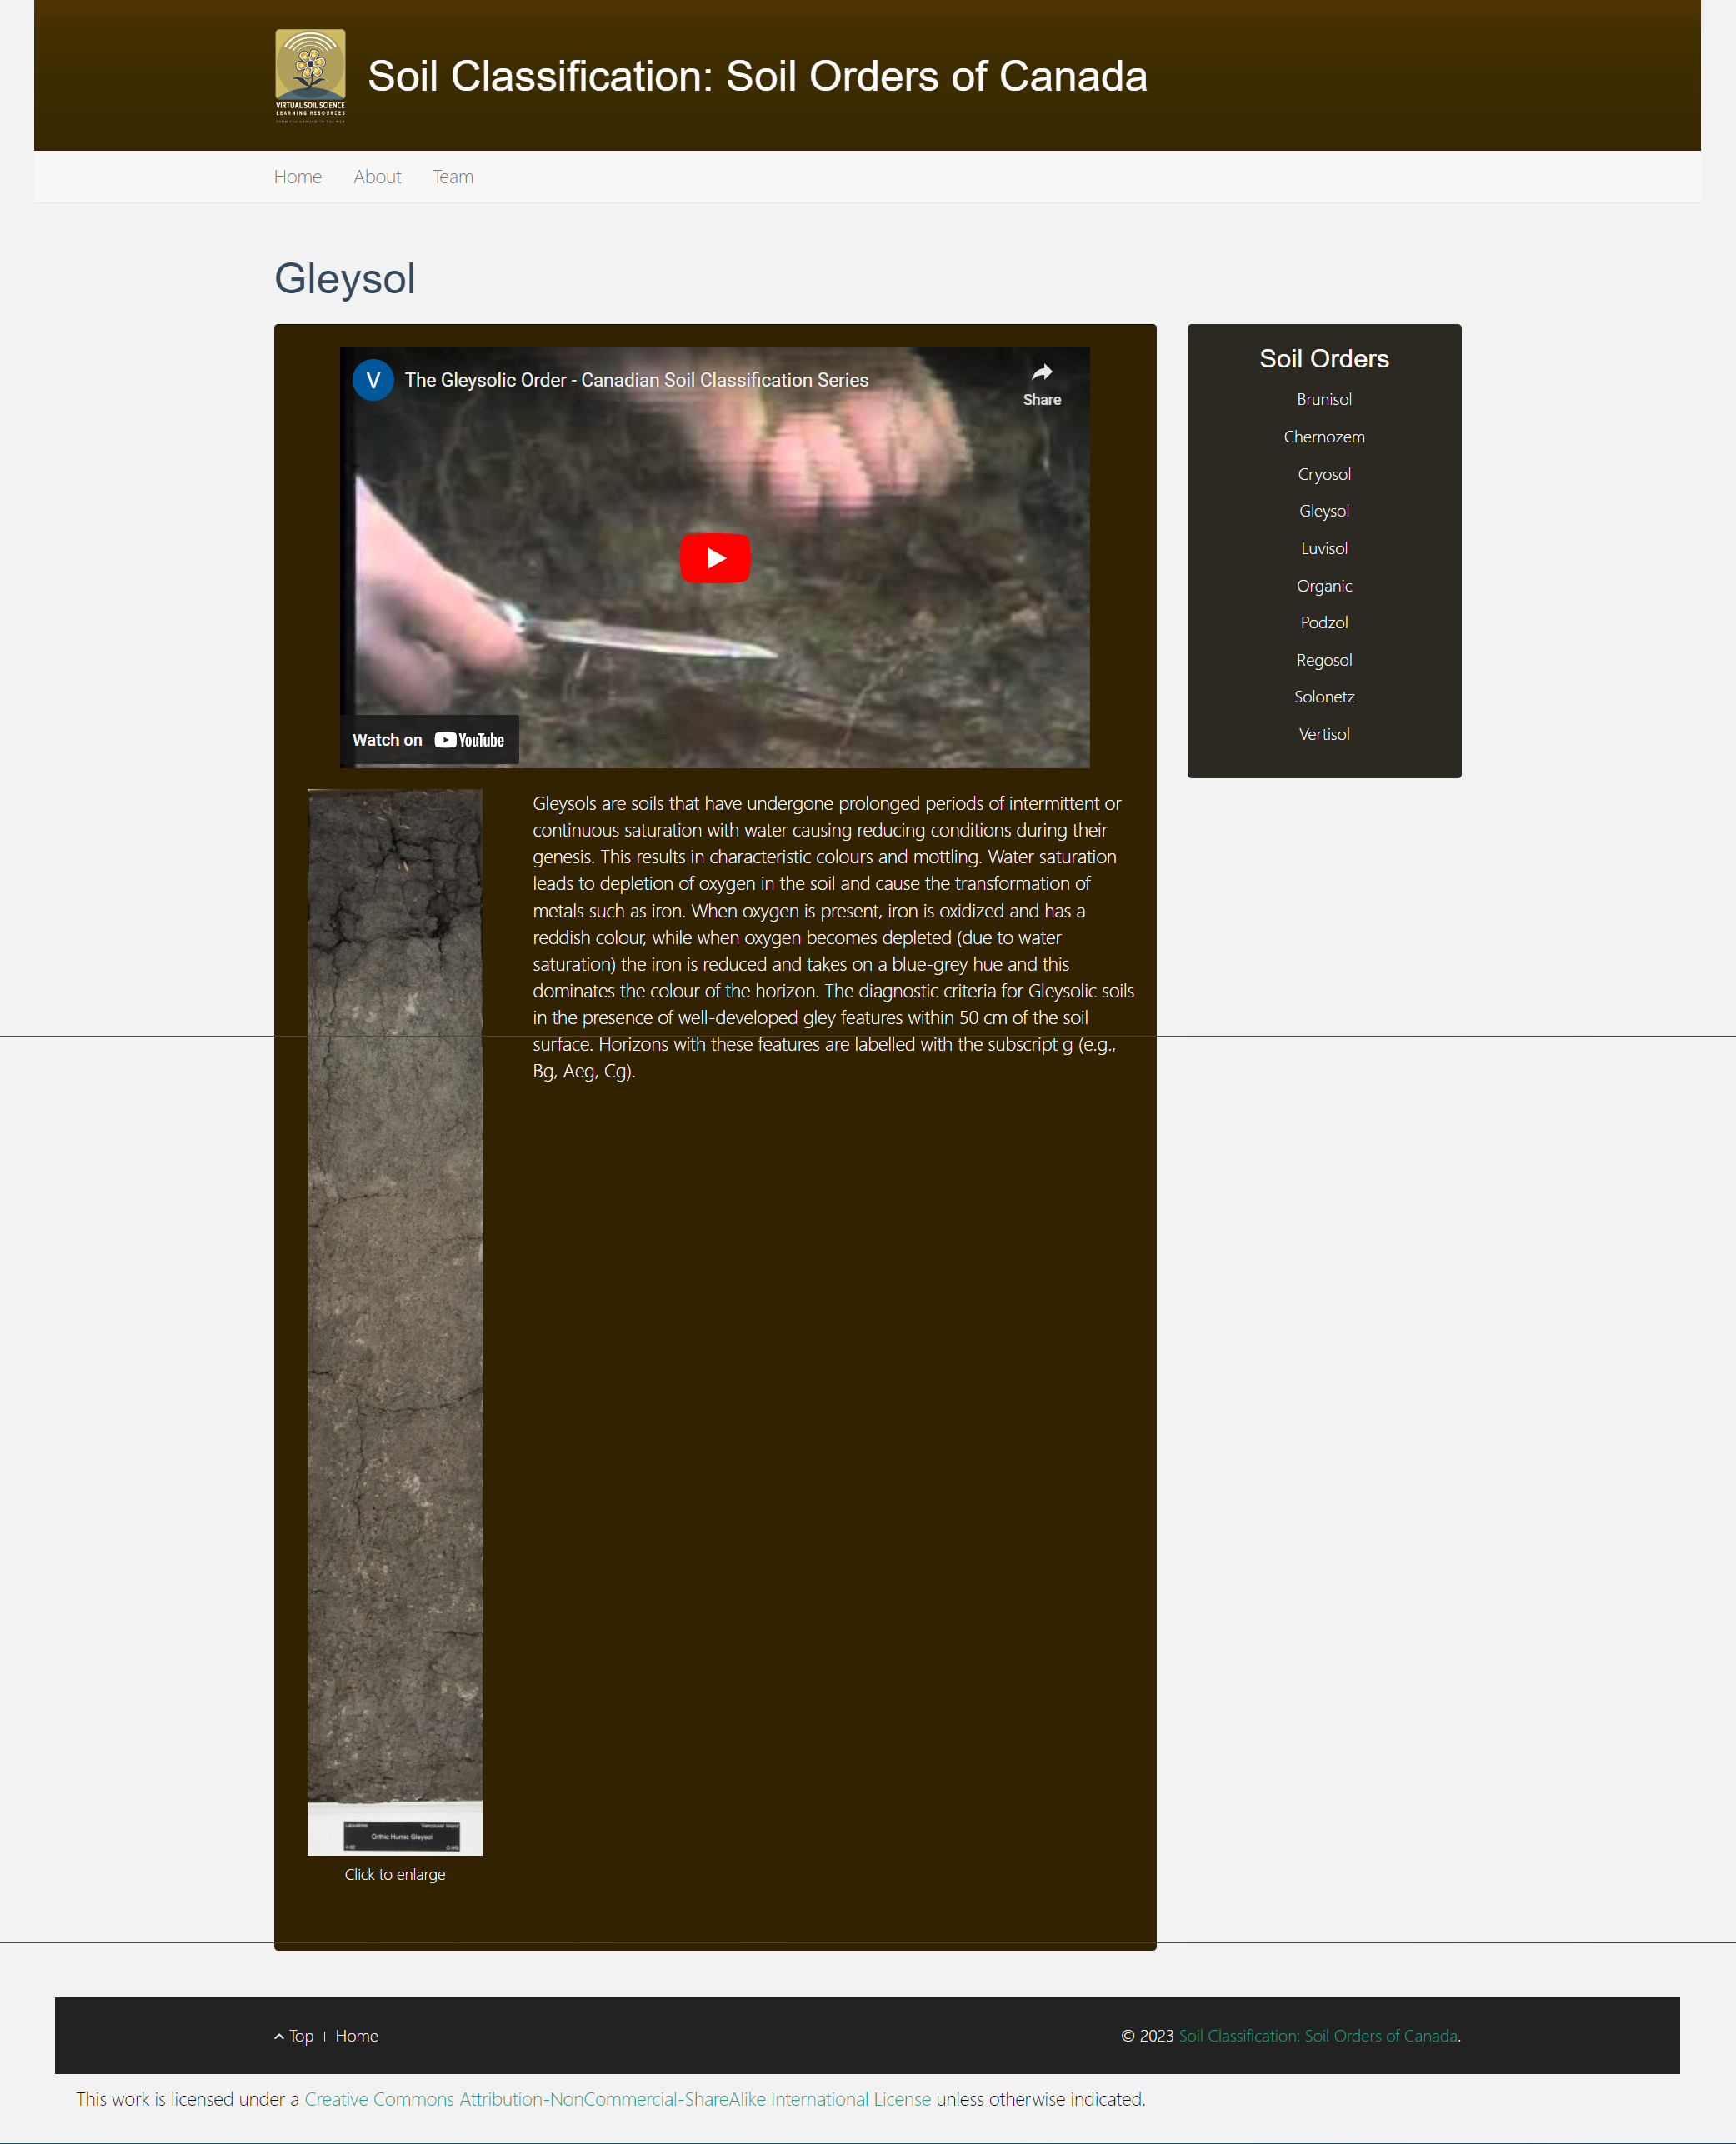 VIRTUAL SOIL SCIENCE
LEARNING RESOURCES
Soil Classification: Soil Orders of Canada
Home
About
Team
Gleysol
V
The Gleysolic Order - Canadian Soil Classification Series
Share
Watch on YouTube
Soil Orders
Brunisol
Chernozem
Cryosol
Gleysol
Luvisol
Organic
Podzol
Regosol
Solonetz
Vertisol
Gleysols are soils that have undergone prolonged periods of intermittent or
continuous saturation with water causing reducing conditions during their
genesis. This results in characteristic colours and mottling. Water saturation
leads to depletion of oxygen in the soil and cause the transformation of
metals such as iron. When oxygen is present, iron is oxidized and has a
reddish colour, while when oxygen becomes depleted (due to water
saturation) the iron is reduced and takes on a blue-grey hue and this
dominates the colour of the horizon. The diagnostic criteria for Gleysolic soils
in the presence of well-developed gley features within 50 cm of the soil
surface. Horizons with these features are labelled with the subscript g (e.g.,
Bg, Aeg, Cg).
Lacustrine
Vancouver Island
Orthic Humic Gleysol
Click to enlarge
Top | Home
© 2023 Soil Classification: Soil Orders of Canada.
This work is licensed under a Creative Commons Attribution-NonCommercial-ShareAlike International License unless otherwise indicated.